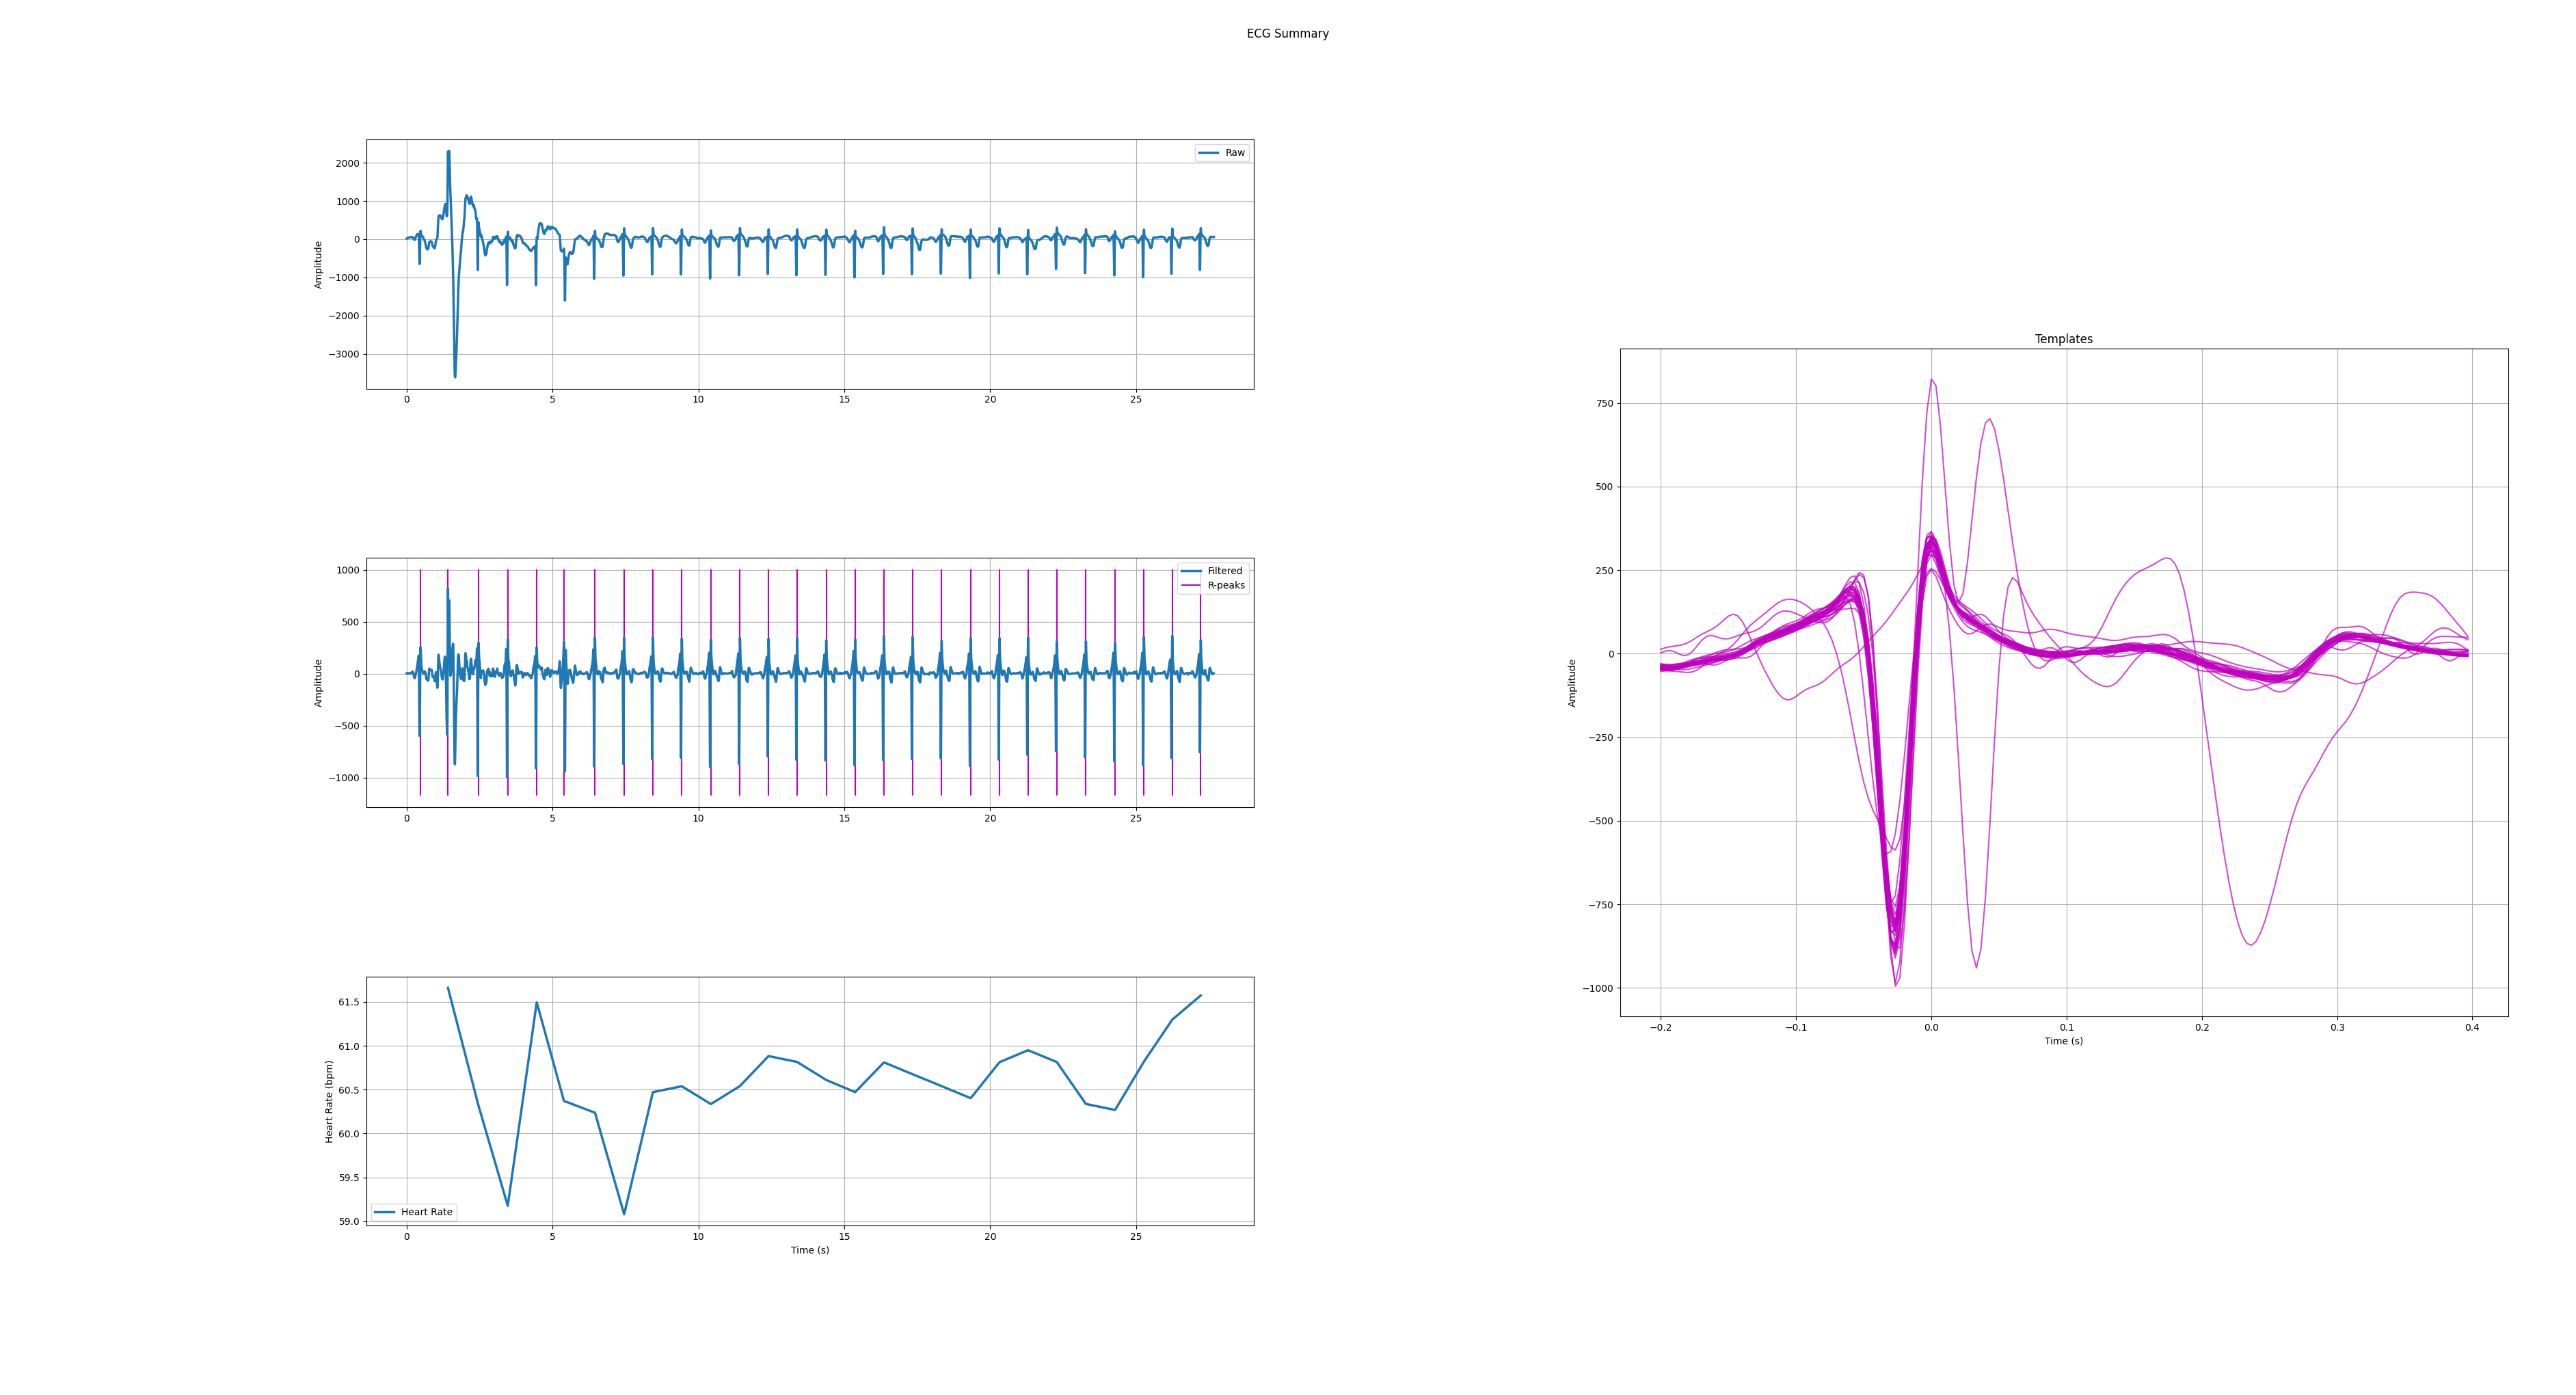 ECG Summary
Raw
Amplitude
2000
1000
0
−1000
−2000
−3000
0 5 10 15 20 25
Filtered
R-peaks
Amplitude
1000
500
0
−500
−1000
0 5 10 15 20 25
Heart Rate (bpm)
61.5
61.0
60.5
60.0
59.5
59.0
Heart Rate
0 5 10 15 20 25
Time (s)
Templates
Amplitude
750
500
250
0
−250
−500
−750
−1000
−0.2 −0.1 0.0 0.1 0.2 0.3 0.4
Time (s)